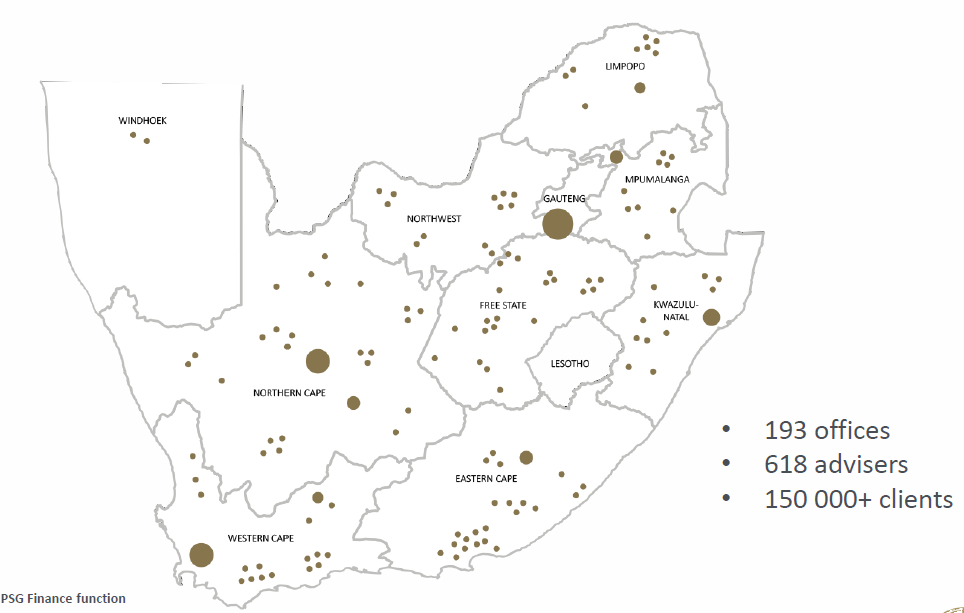 LIMPOPO
WINDHOEK
MPUMALANGA
GAUTENG
NORTHWEST
FREE STATE
KWAZULU-
NATAL
LESOTHO
NORTHERN CAPE
• 193 offices
• 618 advisers
• 150 000+ clients
EASTERN CAPE
WESTERN CAPE
PSG Finance function